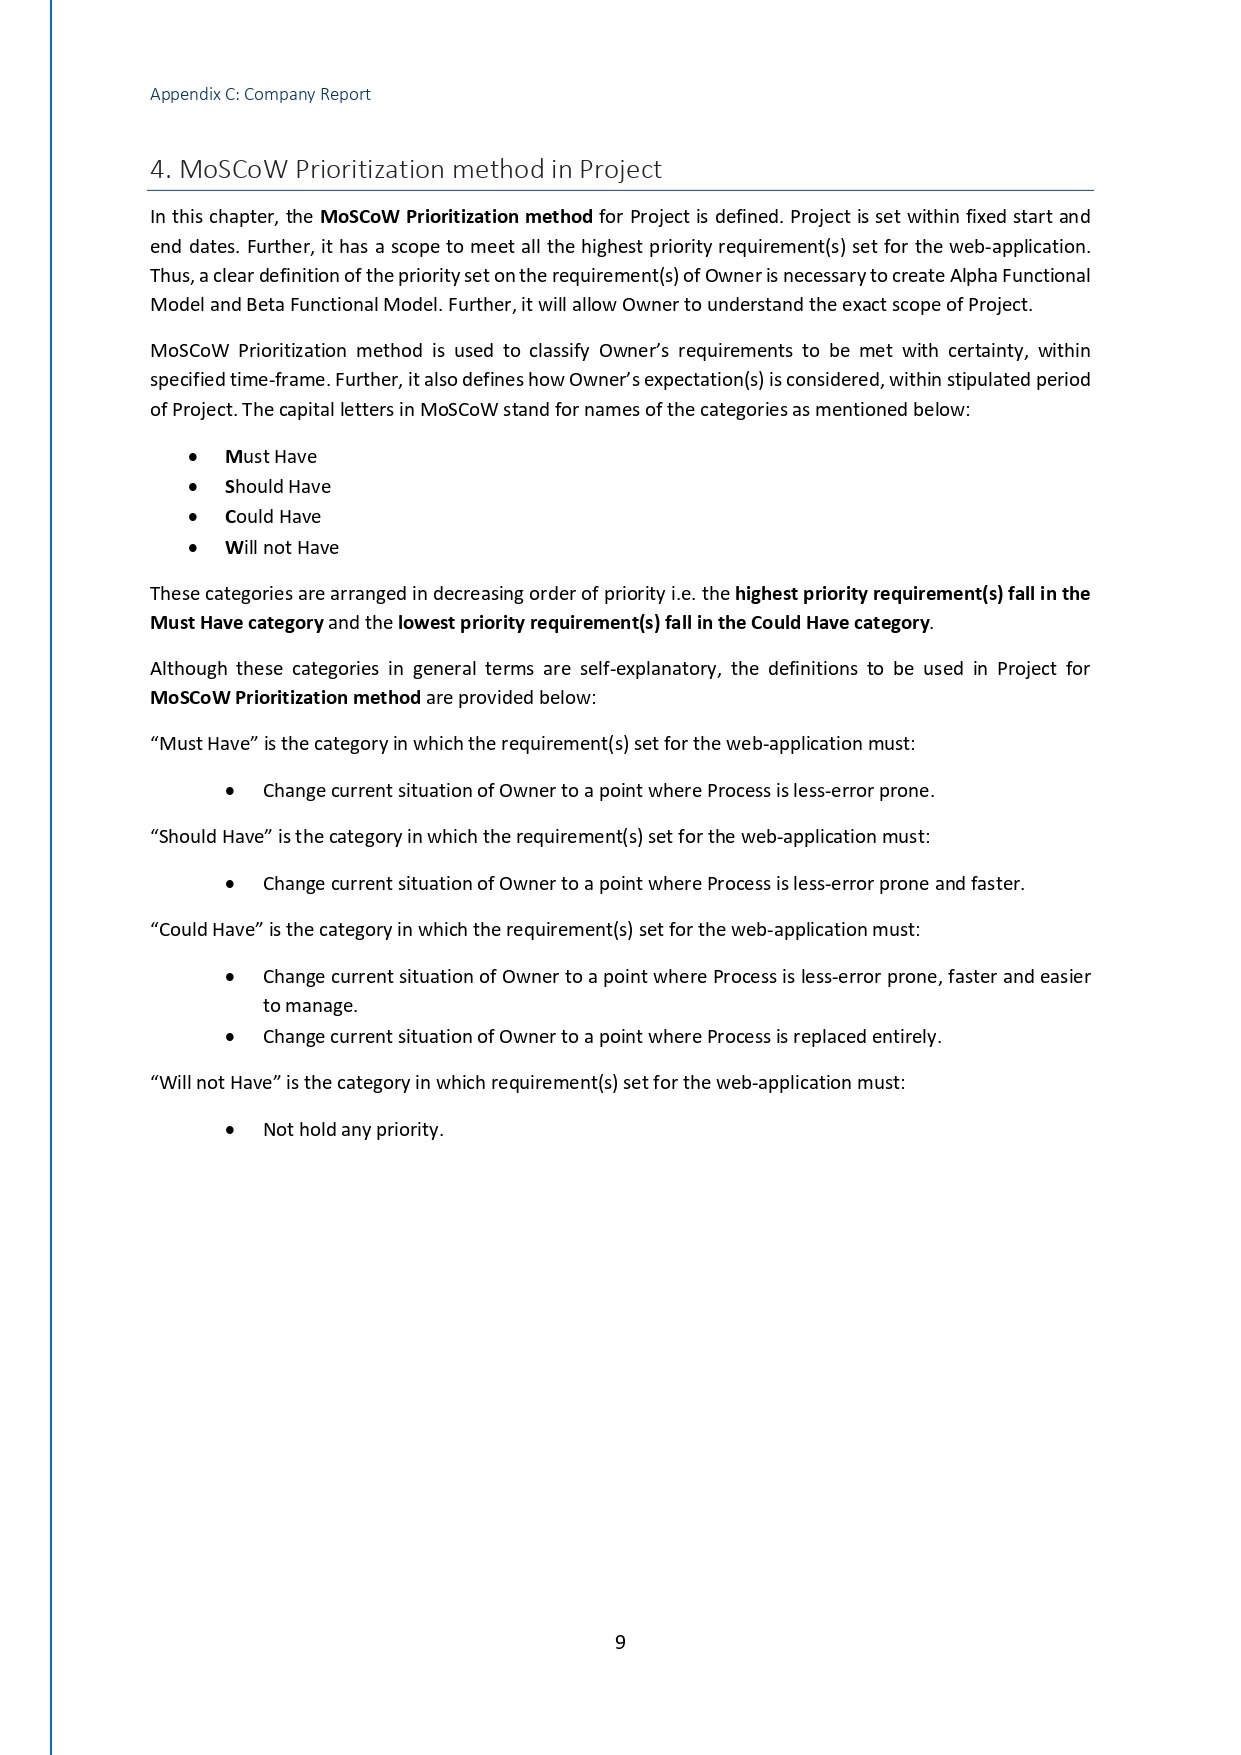 Appendix C: Company Report
4. MoSCoW Prioritization method in Project
In this chapter, the MoSCoW Prioritization method for Project is defined. Project is set within fixed start and
end dates. Further, it has a scope to meet all the highest priority requirement(s) set for the web-application.
Thus, a clear definition of the priority set on the requirement(s) of Owner is necessary to create Alpha Functional
Model and Beta Functional Model. Further, it will allow Owner to understand the exact scope of Project.
MoSCoW Prioritization method is used to classify Owner’s requirements to be met with certainty, within
specified time-frame. Further, it also defines how Owner’s expectation(s) is considered, within stipulated period
of Project. The capital letters in MoSCoW stand for names of the categories as mentioned below:
• Must Have
• Should Have
• Could Have
• Will not Have
These categories are arranged in decreasing order of priority i.e. the highest priority requirement(s) fall in the
Must Have category and the lowest priority requirement(s) fall in the Could Have category.
Although these categories in general terms are self-explanatory, the definitions to be used in Project for
MoSCoW Prioritization method are provided below:
“Must Have” is the category in which the requirement(s) set for the web-application must:
• Change current situation of Owner to a point where Process is less-error prone.
“Should Have” is the category in which the requirement(s) set for the web-application must:
• Change current situation of Owner to a point where Process is less-error prone and faster.
“Could Have” is the category in which the requirement(s) set for the web-application must:
• Change current situation of Owner to a point where Process is less-error prone, faster and easier
to manage.
• Change current situation of Owner to a point where Process is replaced entirely.
“Will not Have” is the category in which requirement(s) set for the web-application must:
• Not hold any priority.
9